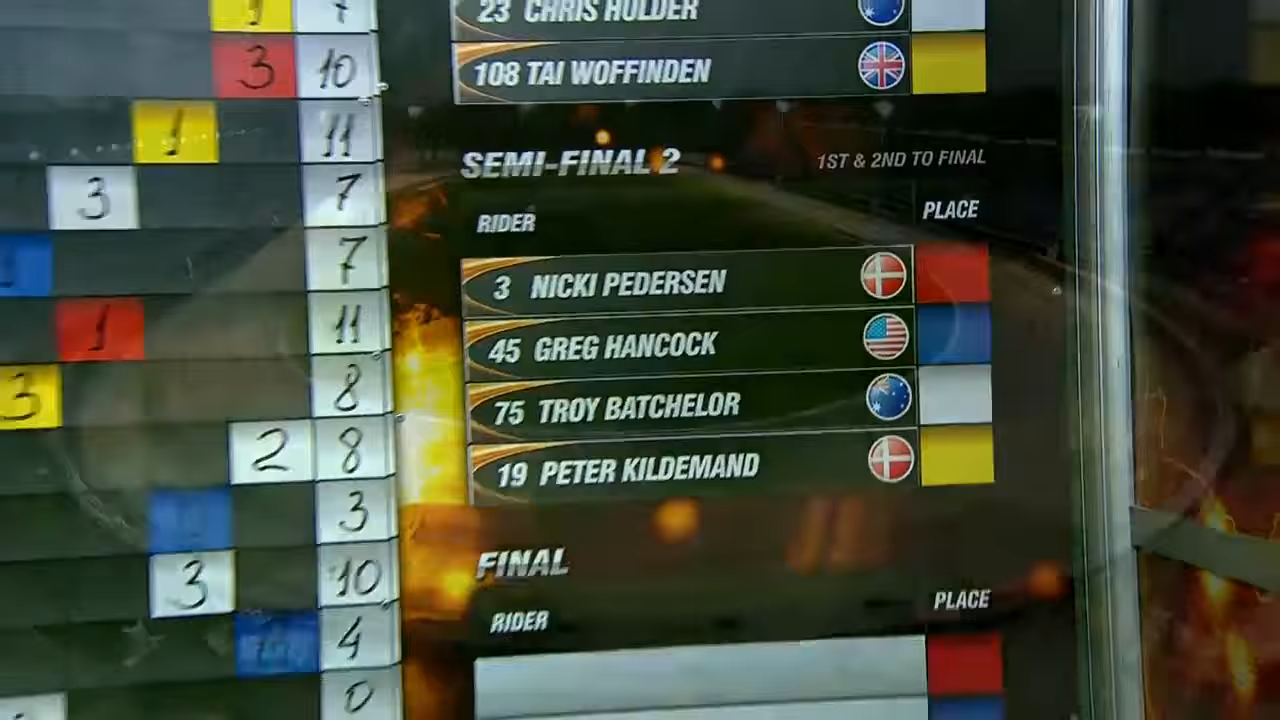 1 7
3 10
1 11
3 7
7
1 11
3 8
2 8
3
3 10
4
0
23 CHRIS HOLDER
108 TAI WOFFINDEN
SEMI-FINAL 2 1ST & 2ND TO FINAL
RIDER PLACE
3 NICKI PEDERSEN
45 GREG HANCOCK
75 TROY BATCHELOR
19 PETER KILDEMAND
FINAL
RIDER PLACE